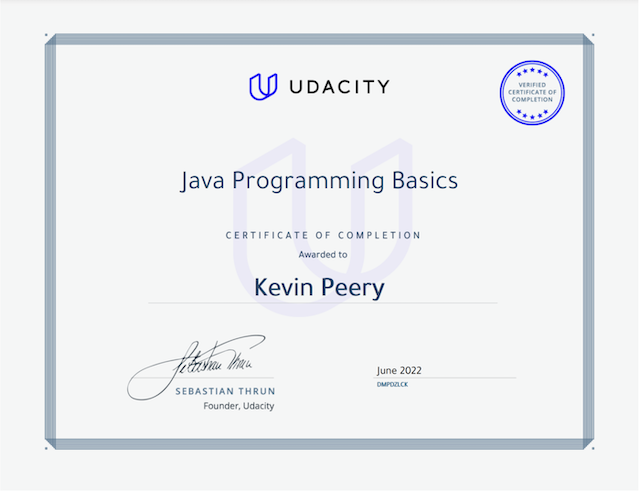 UDACITY
VERIFIED
CERTIFICATE OF
COMPLETION
Java Programming Basics
CERTIFICATE OF COMPLETION
Awarded to
Kevin Peery
Sebastian Thrun
SEBASTIAN THRUN
Founder, Udacity
June 2022
DMPDZLCK